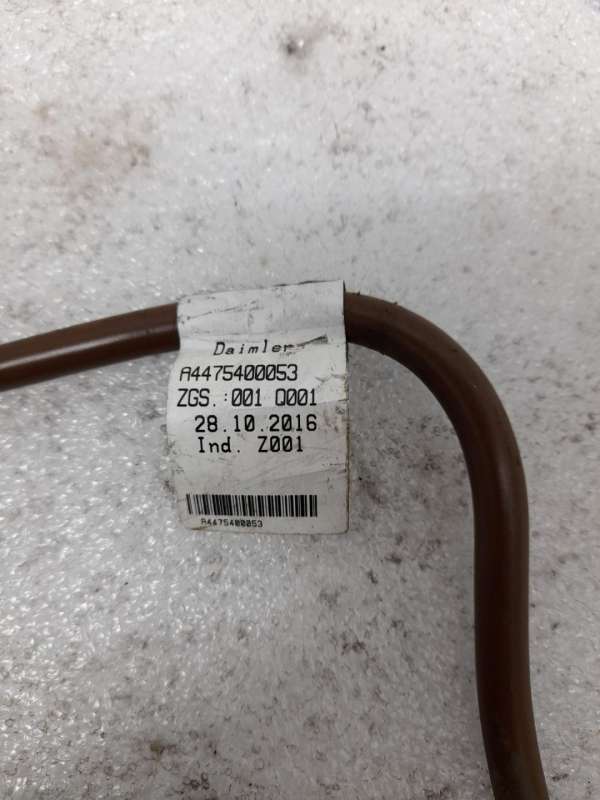 Daimler
A4475400053
ZGS.:001 Q001
28.10.2016
Ind. Z001
A4475400053